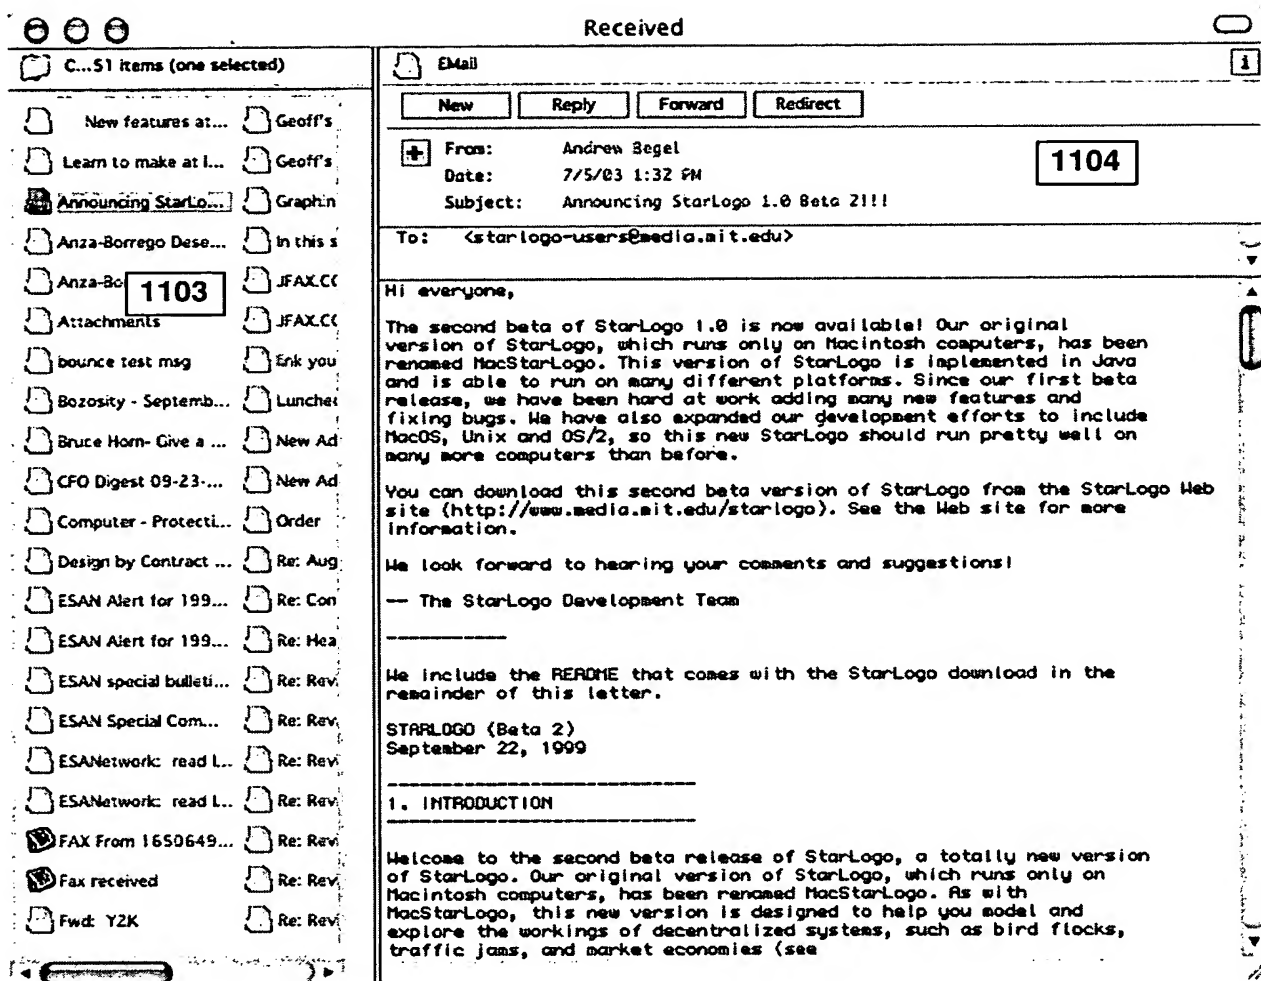 Received
C...51 items (one selected)
New features at...
Geoff's
Learn to make at l...
Geoff's
Announcing StarLo...
Graphin
Anza-Borrego Dese...
In this s
Anza-Bo
1103
JFAX.CC
Attachments
JFAX.CC
bounce test msg
Link you
Bozosity - Septemb...
Lunchec
Bruce Horn- Give a ...
New Ad
CFO Digest 09-23-...
New Ad
Computer - Protecti...
Order
Design by Contract ...
Re: Aug
ESAN Alert for 199...
Re: Con
ESAN Alert for 199...
Re: Hea
ESAN special bulleti...
Re: Rev
ESAN Special Com...
Re: Rev
ESANetwork: read L...
Re: Revi
ESANetwork: read L...
Re: Rev
FAX From 1650649...
Re: Rev
Fax received
Re: Rev
Fwd: Y2K
Re: Revi
EMail
i
New Reply Forward Redirect
From: Andrew Begel
1104
Date: 7/5/03 1:32 PM
Subject: Announcing StarLogo 1.0 Beta 2!!!
To: <starlogo-users@media.mit.edu>
Hi everyone,
The second beta of StarLogo 1.0 is now available! Our original
version of StarLogo, which runs only on Macintosh computers, has been
renamed MacStarLogo. This version of StarLogo is implemented in Java
and is able to run on many different platforms. Since our first beta
release, we have been hard at work adding many new features and
fixing bugs. We have also expanded our development efforts to include
MacOS, Unix and OS/2, so this new StarLogo should run pretty well on
many more computers than before.
You can download this second beta version of StarLogo from the StarLogo Web
site (http://www.media.mit.edu/starlogo). See the Web site for more
information.
We look forward to hearing your comments and suggestions!
-- The StarLogo Development Team
------------
We include the README that comes with the StarLogo download in the
remainder of this letter.
STARLOGO (Beta 2)
September 22, 1999
-------------------------------
1. INTRODUCTION
-------------------------------
Welcome to the second beta release of StarLogo, a totally new version
of StarLogo. Our original version of StarLogo, which runs only on
Macintosh computers, has been renamed MacStarLogo. As with
MacStarLogo, this new version is designed to help you model and
explore the workings of decentralized systems, such as bird flocks,
traffic jams, and market economies (see